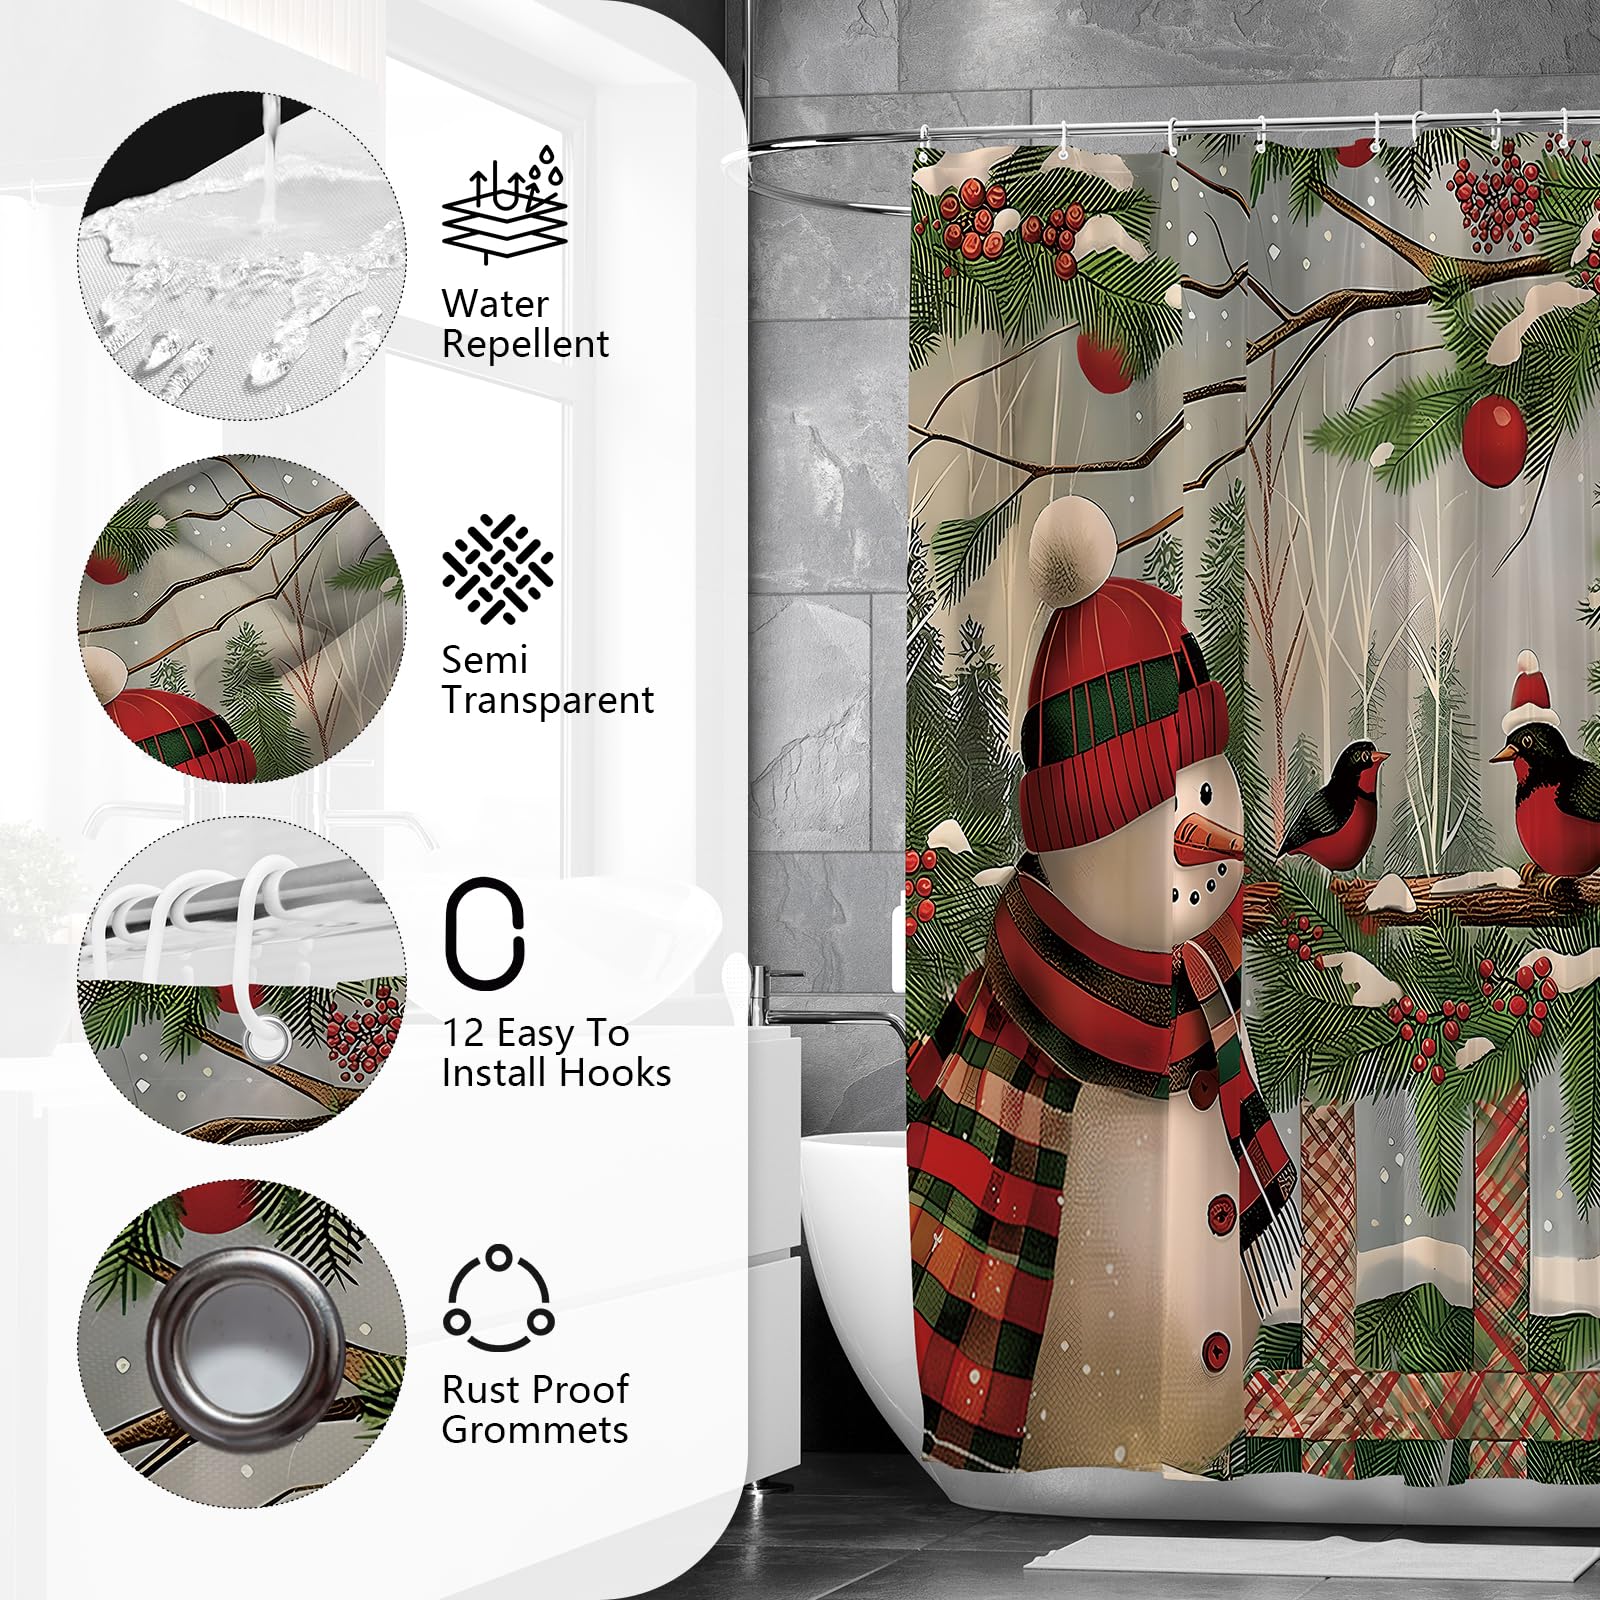 Water
Repellent
Semi
Transparent
12 Easy To
Install Hooks
Rust Proof
Grommets